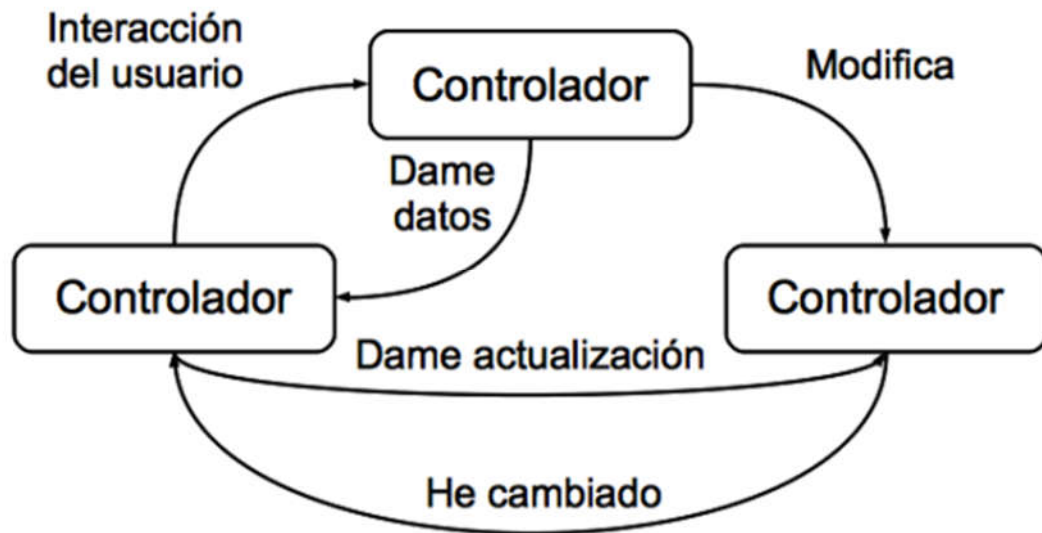 Interacción
del usuario
Controlador
Modifica
Dame
datos
Controlador
Controlador
Dame actualización
He cambiado